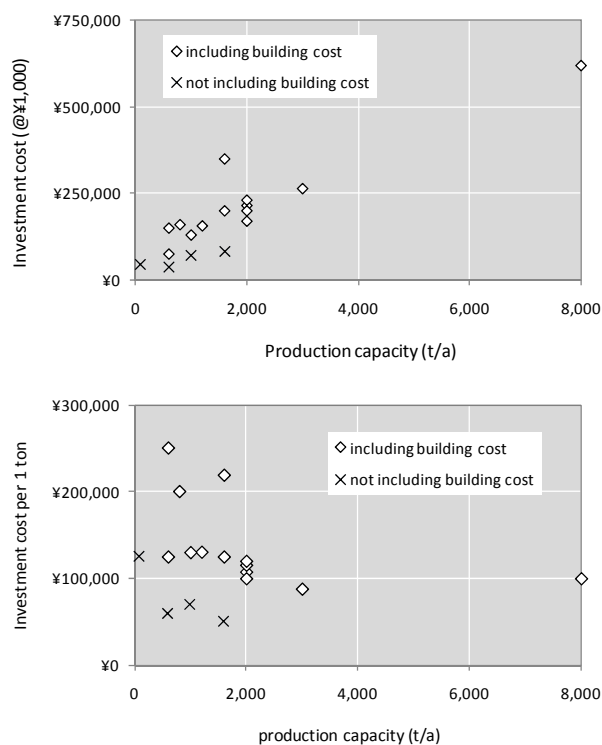 ¥750,000
¥500,000
¥250,000
¥0
Investment cost (@¥1,000)
including building cost
not including building cost
0
2,000
4,000
6,000
8,000
Production capacity (t/a)
¥300,000
¥200,000
¥100,000
¥0
Investment cost per 1 ton
including building cost
not including building cost
0
2,000
4,000
6,000
8,000
production capacity (t/a)